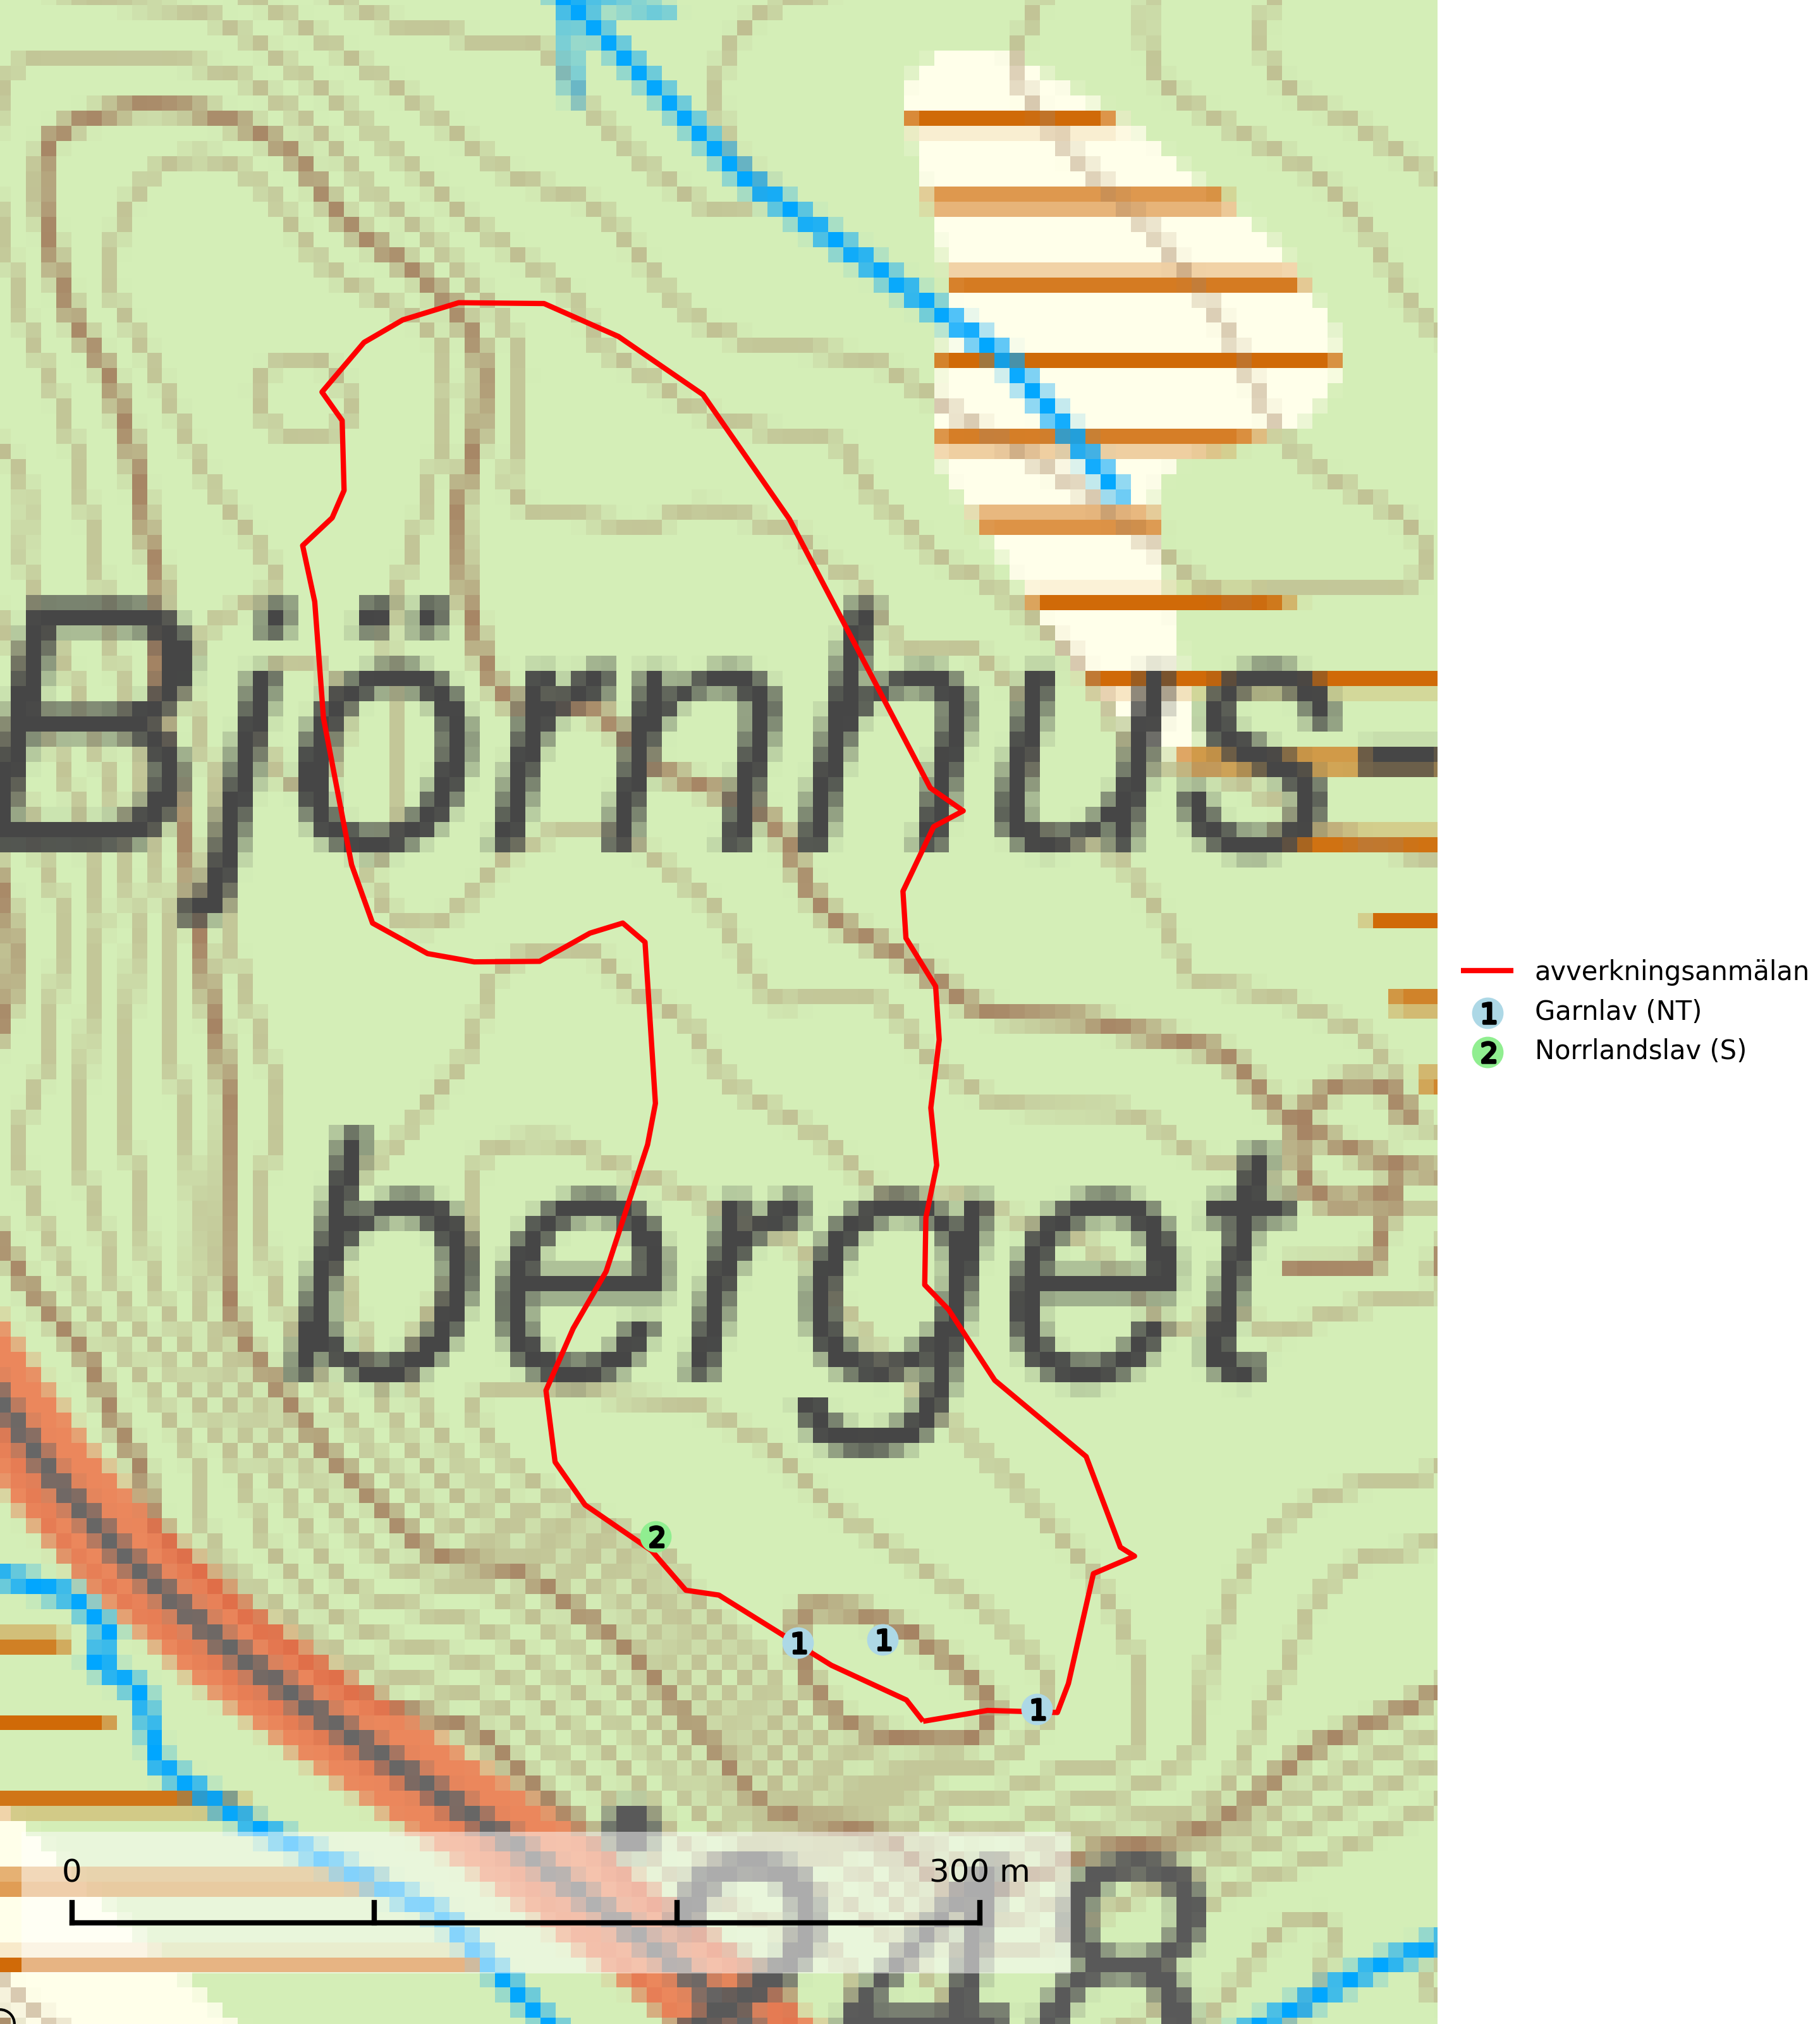 Björnhus-
berget
avverkningsanmälan
1 Garnlav (NT)
2 Norrlandslav (S)
2
1
1
1
0
300 m